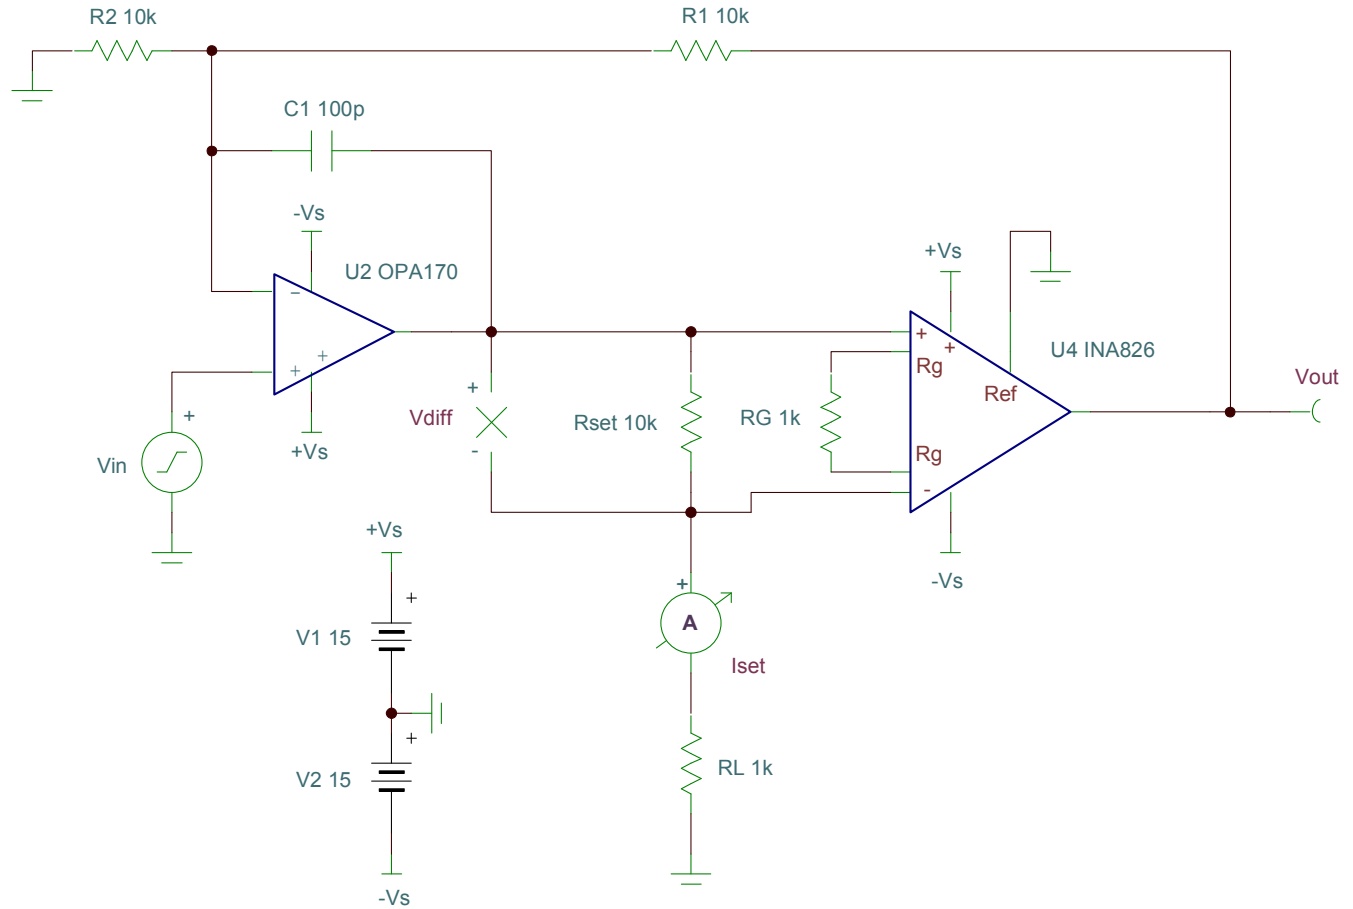 R2 10k
R1 10k
C1 100p
-Vs
U2 OPA170
-
+
+
+Vs
Vin
+
+
Vdiff
-
Rset 10k
RG 1k
+Vs
+
+
Rg
Ref
Rg
-
-Vs
U4 INA826
Vout
+Vs
+
V1 15
+
V2 15
-Vs
+
A
Iset
RL 1k